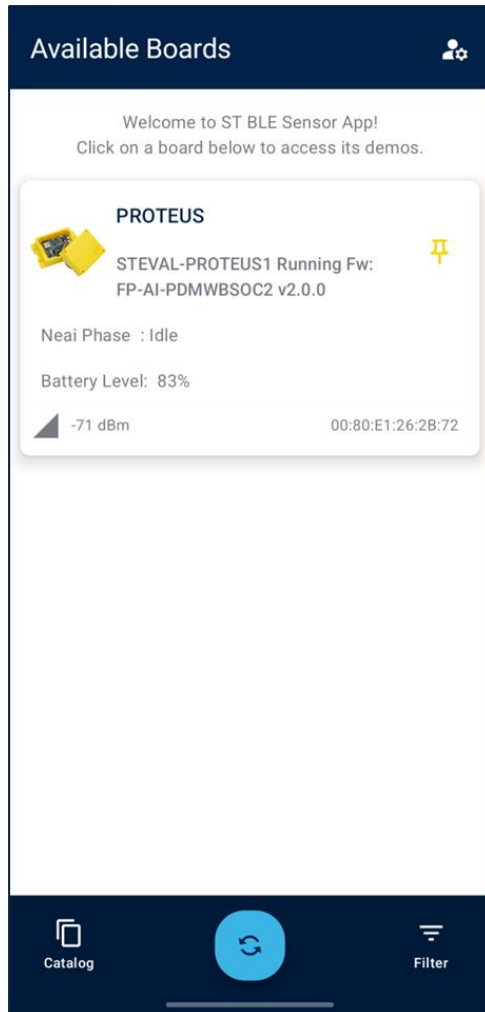 Available Boards
Welcome to ST BLE Sensor App!
Click on a board below to access its demos.
PROTEUS
STEVAL-PROTEUS1 Running Fw:
FP-AI-PDMWBSOC2 v2.0.0
Neai Phase : Idle
Battery Level: 83%
-71 dBm 00:80:E1:26:2B:72
Catalog Filter